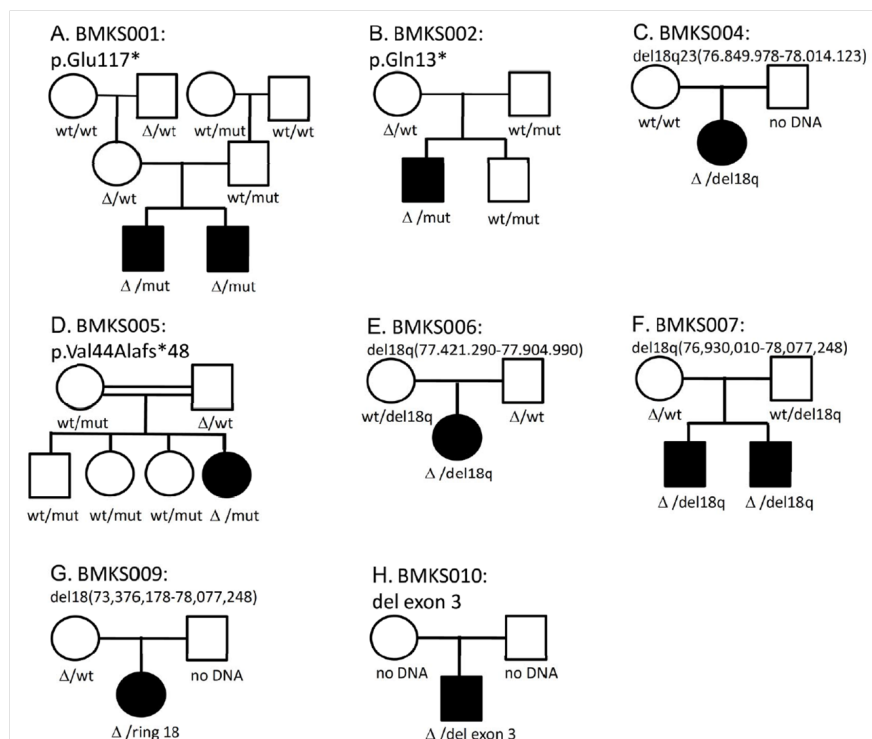 A. BMKS001:
p.Glu117*
wt/wt
Δ/wt
wt/mut
wt/wt
Δ/wt
wt/mut
Δ/mut
Δ/mut
B. BMKS002:
p.Gln13*
Δ/wt
wt/mut
Δ/mut
wt/mut
C. BMKS004:
del18q23(76.849.978-78.014.123)
wt/wt
no DNA
Δ/del18q
D. BMKS005:
p.Val44Alafs*48
wt/mut
Δ/wt
wt/mut
wt/mut
wt/mut
Δ/mut
E. BMKS006:
del18q(77.421.290-77.904.990)
wt/del18q
Δ/wt
Δ/del18q
F. BMKS007:
del18q(76,930,010-78,077,248)
Δ/wt
wt/del18q
Δ/del18q
Δ/del18q
G. BMKS009:
del18(73,376,178-78,077,248)
Δ/wt
no DNA
Δ/ring 18
H. BMKS010:
del exon 3
no DNA
no DNA
Δ/del exon 3